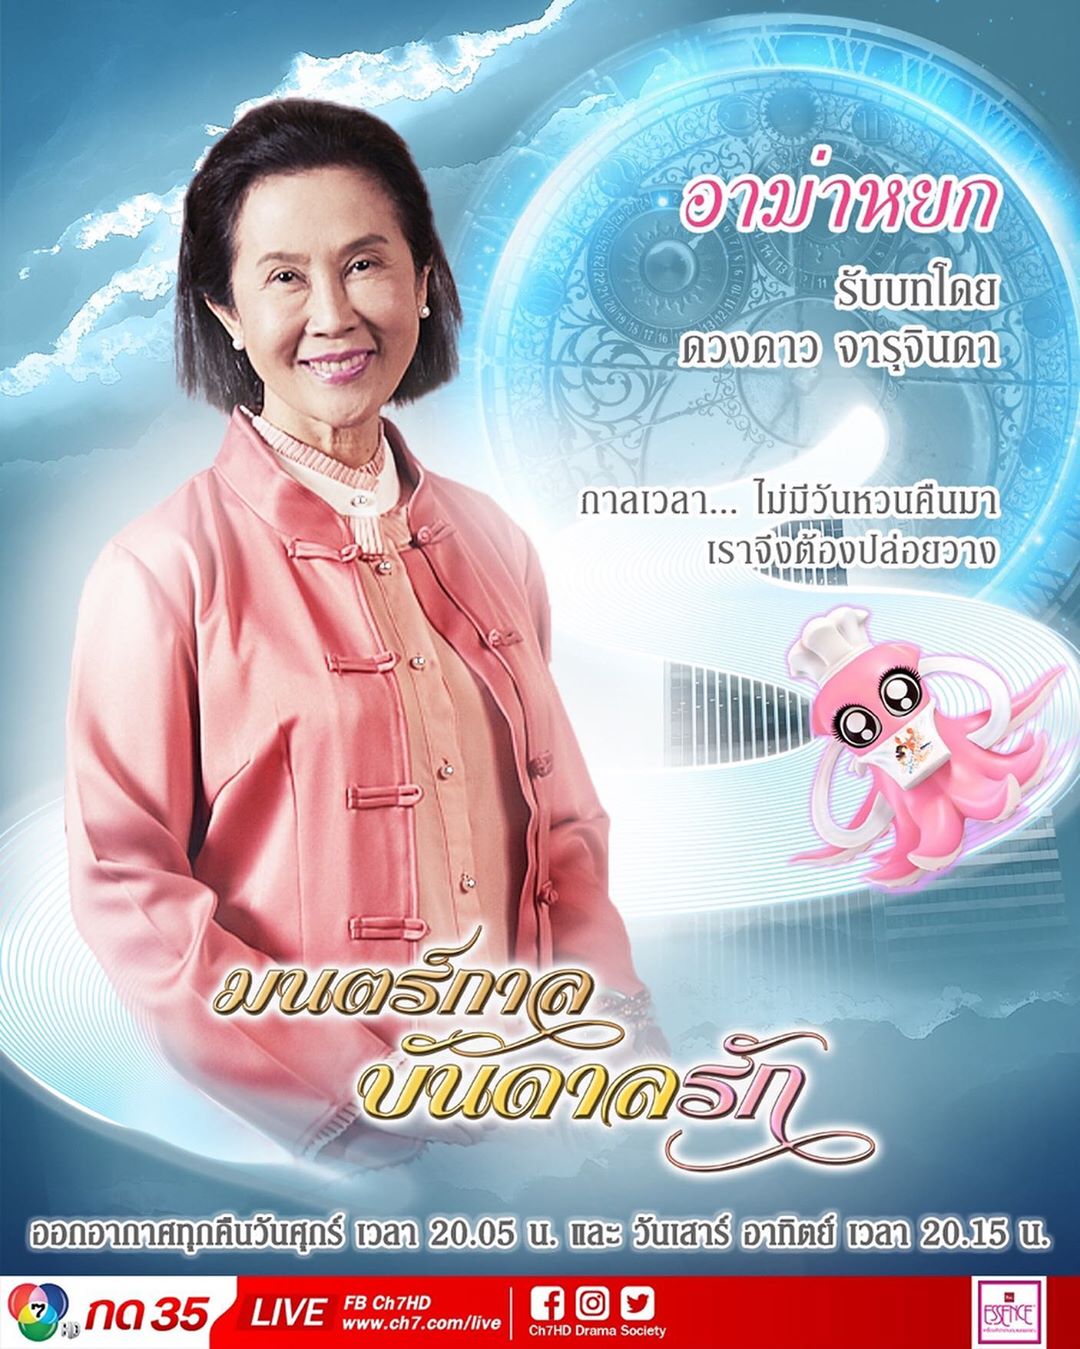 อาม่าหยก
รับบทโดย
ดวงดาว จารุจินดา
กาลเวลา... ไม่มีวันหวนคืนมา
เราจึงต้องปล่อยวาง
มนตร์กาล
บันดาลรัก
ออกอากาศทุกคืนวันศุกร์ เวลา 20.05 น. และ วันเสาร์ อาทิตย์ เวลา 20.15 น.
7 HD กด 35
LIVE
FB Ch7HD
www.ch7.com/live
Ch7HD Drama Society
ESSENCE